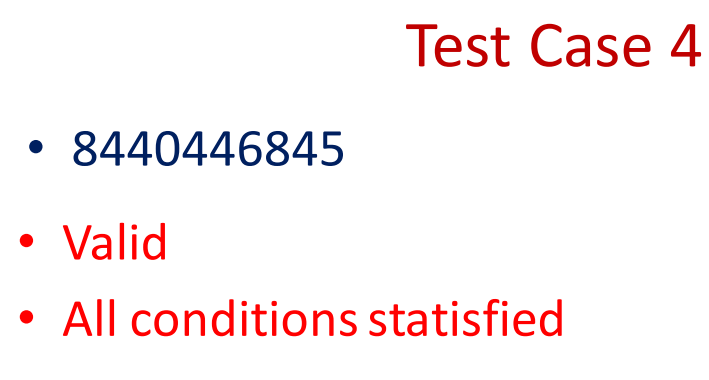 Test Case 4
• 8440446845
• Valid
• All conditions statisfied